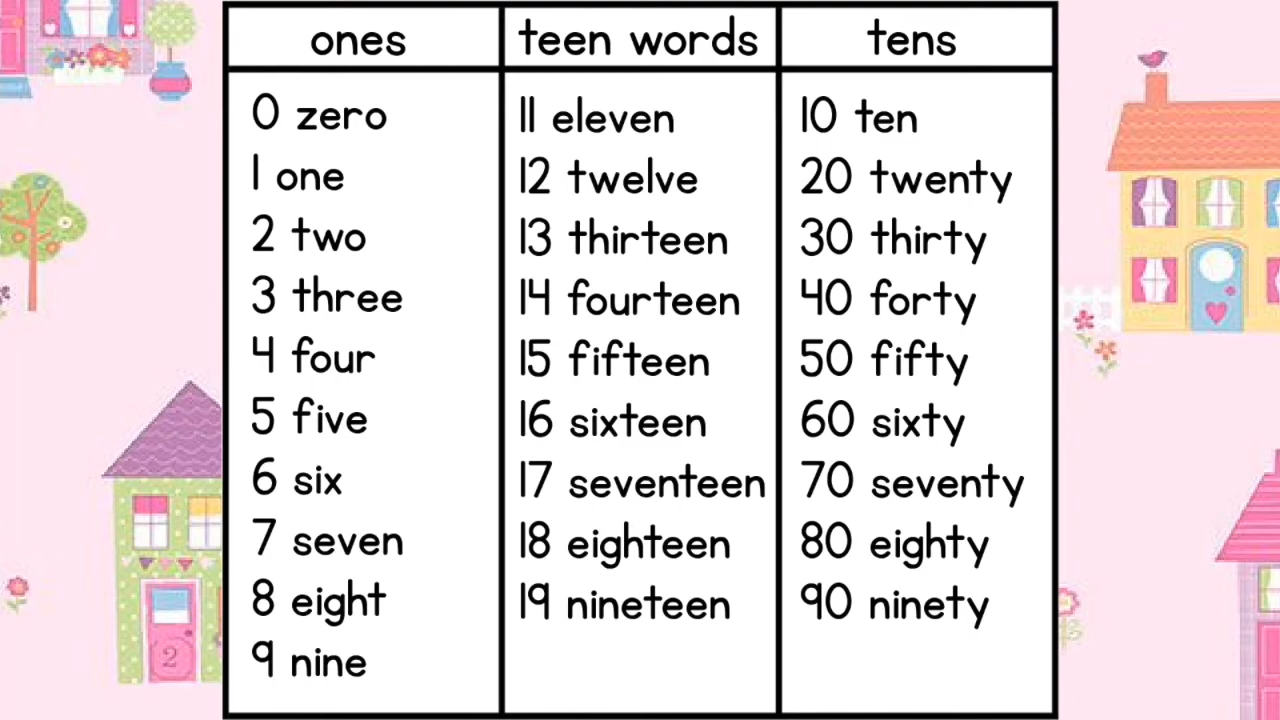 ones
0 zero
1 one
2 two
3 three
4 four
5 five
6 six
7 seven
8 eight
9 nine
teen words
11 eleven
12 twelve
13 thirteen
14 fourteen
15 fifteen
16 sixteen
17 seventeen
18 eighteen
19 nineteen
tens
10 ten
20 twenty
30 thirty
40 forty
50 fifty
60 sixty
70 seventy
80 eighty
90 ninety
2